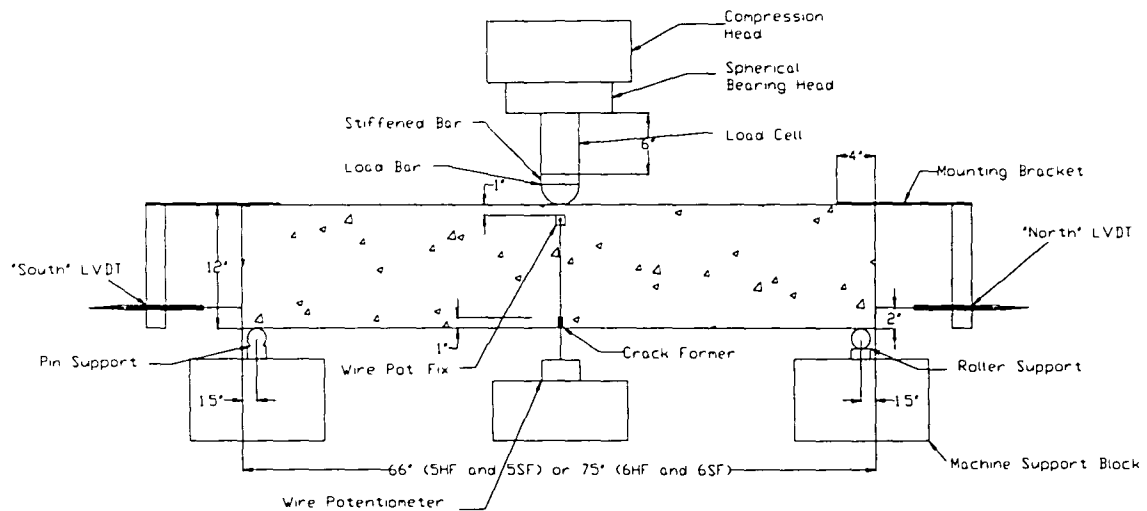 Compression
Head
Spherical
Bearing Head
Stiffened Bar
6"
Load Cell
Load Bar
1"
4"
Mounting Bracket
"South" LVDT
12"
"North" LVDT
2"
Pin Support
1"
Wire Pot Fix
Crack Former
Roller Support
15"
15"
66" (5HF and 5SF) or 75" (6HF and 6SF)
Machine Support Block
Wire Potentiometer